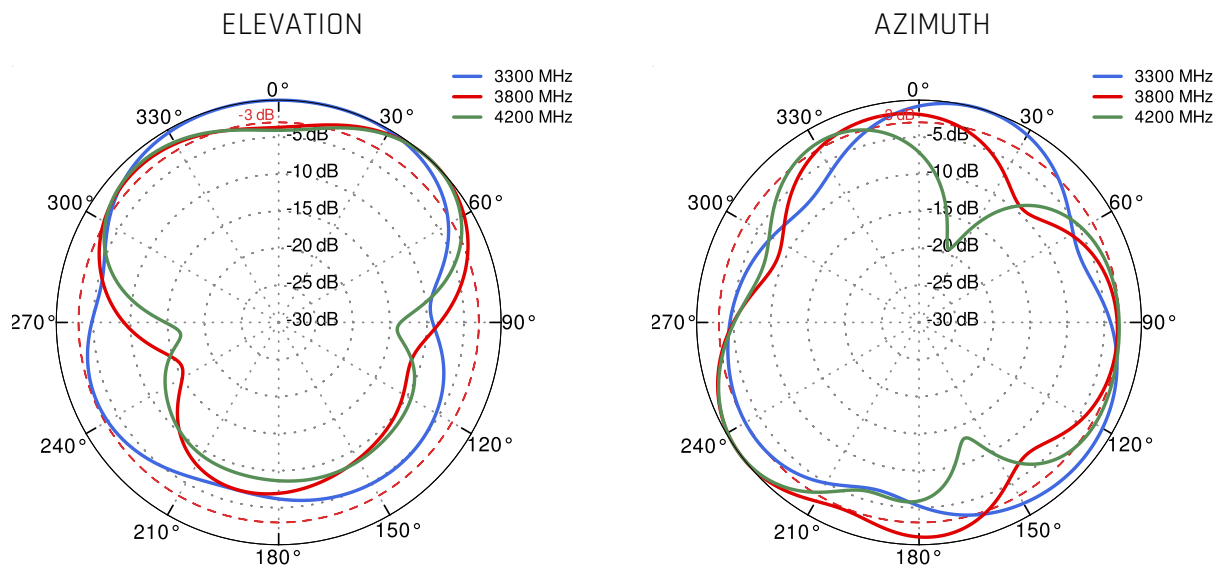 ELEVATION
3300 MHz
3800 MHz
4200 MHz
0°
30°
60°
90°
120°
150°
180°
210°
240°
270°
300°
330°
-3 dB
-5 dB
-10 dB
-15 dB
-20 dB
-25 dB
-30 dB
AZIMUTH
3300 MHz
3800 MHz
4200 MHz
0°
30°
60°
90°
120°
150°
180°
210°
240°
270°
300°
330°
-3 dB
-5 dB
-10 dB
-15 dB
-20 dB
-25 dB
-30 dB